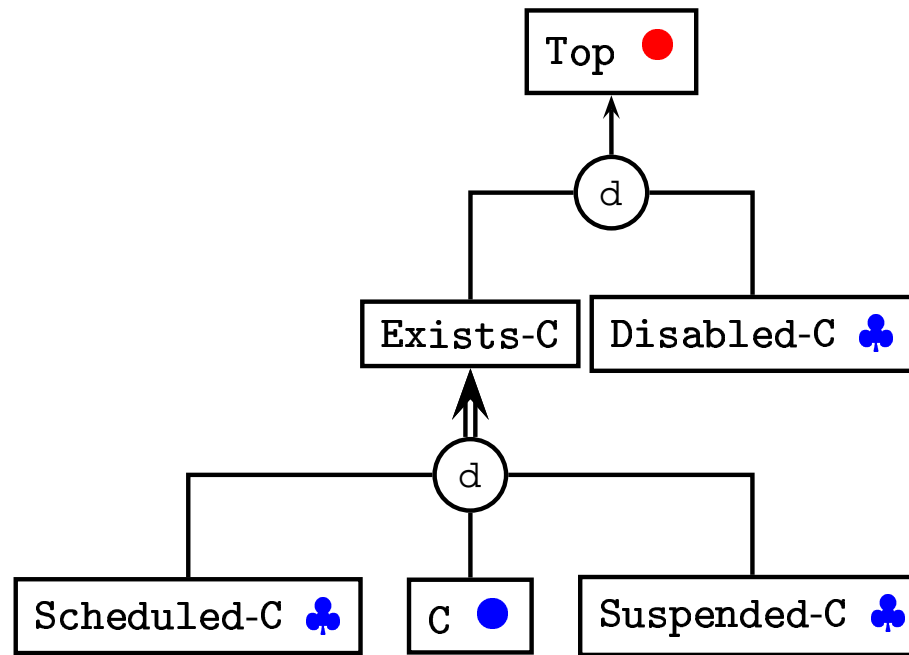 Top
d
Exists-C
Disabled-C ♣
d
Scheduled-C ♣
C
Suspended-C ♣